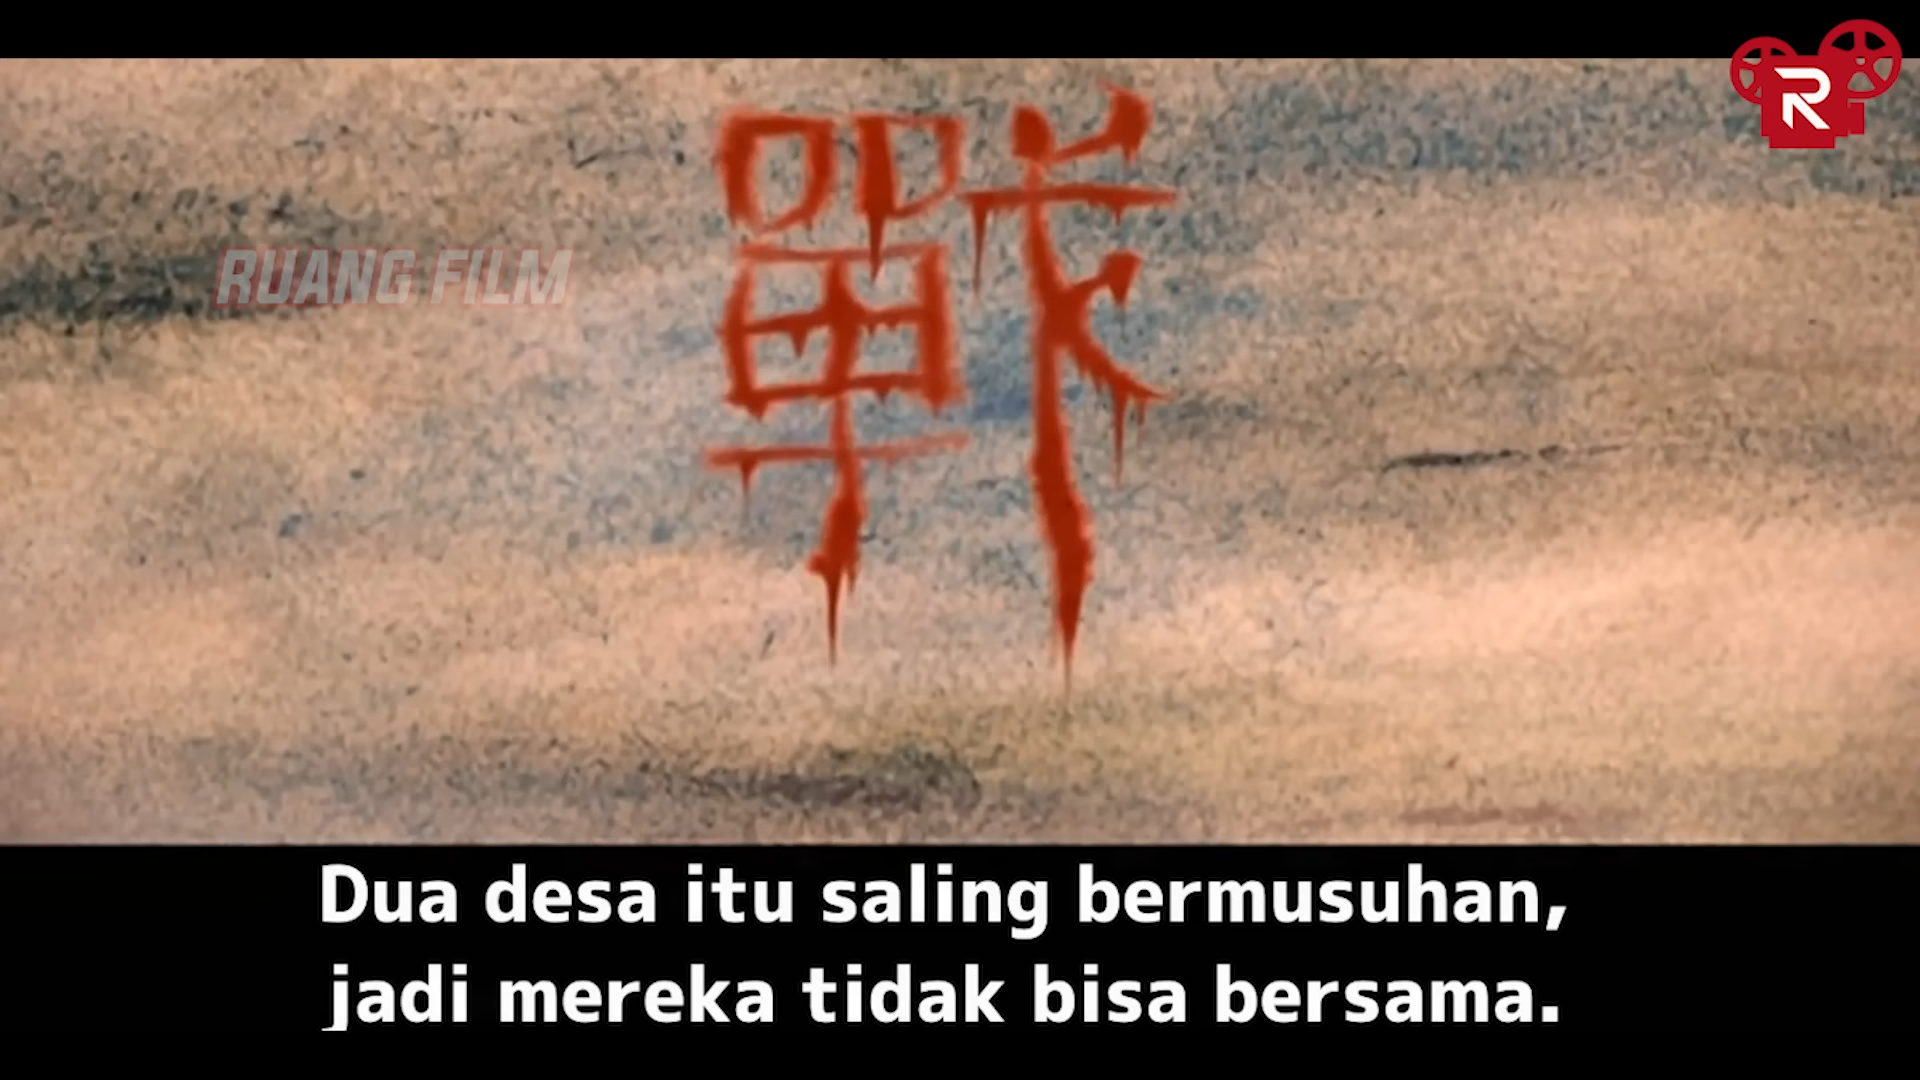 戰
RUANG FILM
R
Dua desa itu saling bermusuhan,
jadi mereka tidak bisa bersama.